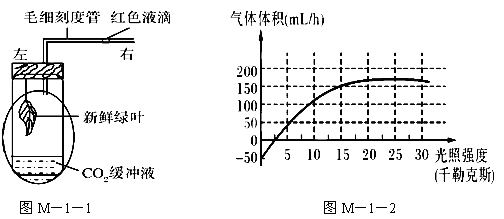 毛细刻度管 红色液滴
左 右
新鲜绿叶
CO₂缓冲液
图 M-1-1
气体体积(mL/h)
200
150
100
50
0
-50
5 10 15 20 25 30 光照强度
(千勒克斯)
图 M-1-2